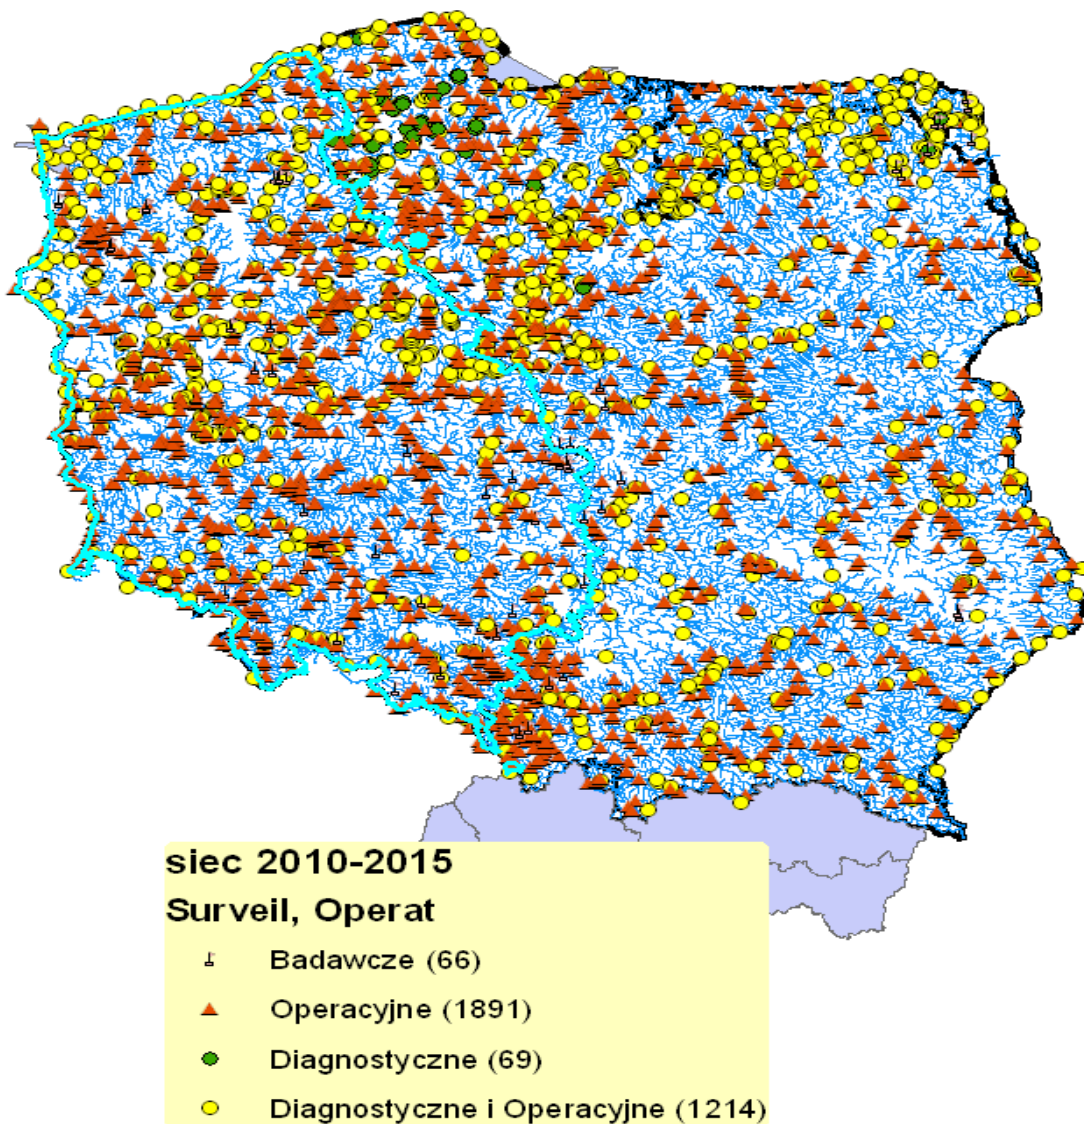 siec 2010-2015
Surveil, Operat
Badawcze (66)
Operacyjne (1891)
Diagnostyczne (69)
Diagnostyczne i Operacyjne (1214)